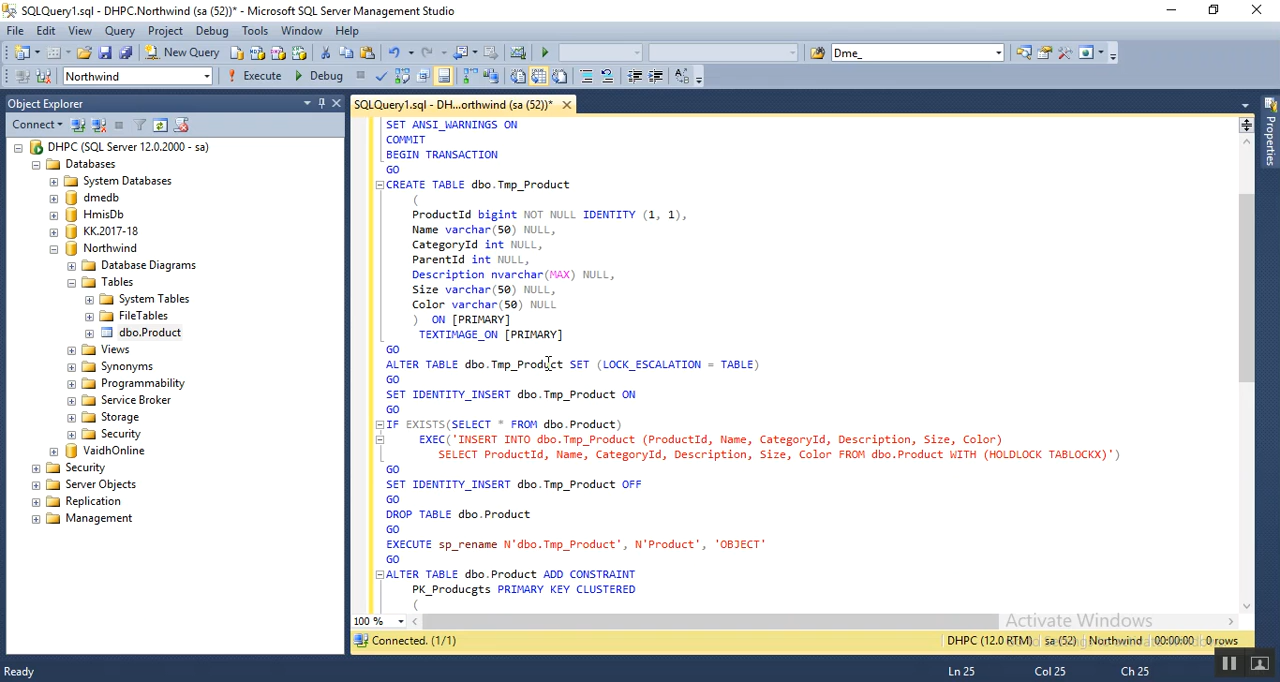 SQLQuery1.sql - DHPC.Northwind (sa (52))* - Microsoft SQL Server Management Studio
File Edit View Query Project Debug Tools Window Help
New Query Dme_
Northwind Execute Debug
Object Explorer
Connect
DHPC (SQL Server 12.0.2000 - sa)
Databases
System Databases
dmedb
HmisDb
KK.2017-18
Northwind
Database Diagrams
Tables
System Tables
FileTables
dbo.Product
Views
Synonyms
Programmability
Service Broker
Storage
Security
VaidhOnline
Security
Server Objects
Replication
Management
SQLQuery1.sql - DH...orthwind (sa (52))*
SET ANSI_WARNINGS ON
COMMIT
BEGIN TRANSACTION
GO
CREATE TABLE dbo.Tmp_Product
(
ProductId bigint NOT NULL IDENTITY (1, 1),
Name varchar(50) NULL,
CategoryId int NULL,
ParentId int NULL,
Description nvarchar(MAX) NULL,
Size varchar(50) NULL,
Color varchar(50) NULL
) ON [PRIMARY]
TEXTIMAGE_ON [PRIMARY]
GO
ALTER TABLE dbo.Tmp_Product SET (LOCK_ESCALATION = TABLE)
GO
SET IDENTITY_INSERT dbo.Tmp_Product ON
GO
IF EXISTS(SELECT * FROM dbo.Product)
EXEC('INSERT INTO dbo.Tmp_Product (ProductId, Name, CategoryId, Description, Size, Color)
SELECT ProductId, Name, CategoryId, Description, Size, Color FROM dbo.Product WITH (HOLDLOCK TABLOCKX)')
GO
SET IDENTITY_INSERT dbo.Tmp_Product OFF
GO
DROP TABLE dbo.Product
GO
EXECUTE sp_rename N'dbo.Tmp_Product', N'Product', 'OBJECT'
GO
ALTER TABLE dbo.Product ADD CONSTRAINT
PK_Producgts PRIMARY KEY CLUSTERED
(
100 %
Activate Windows
Connected. (1/1) DHPC (12.0 RTM) sa (52) Northwind 00:00:00 0 rows
Properties
Ready Ln 25 Col 25 Ch 25